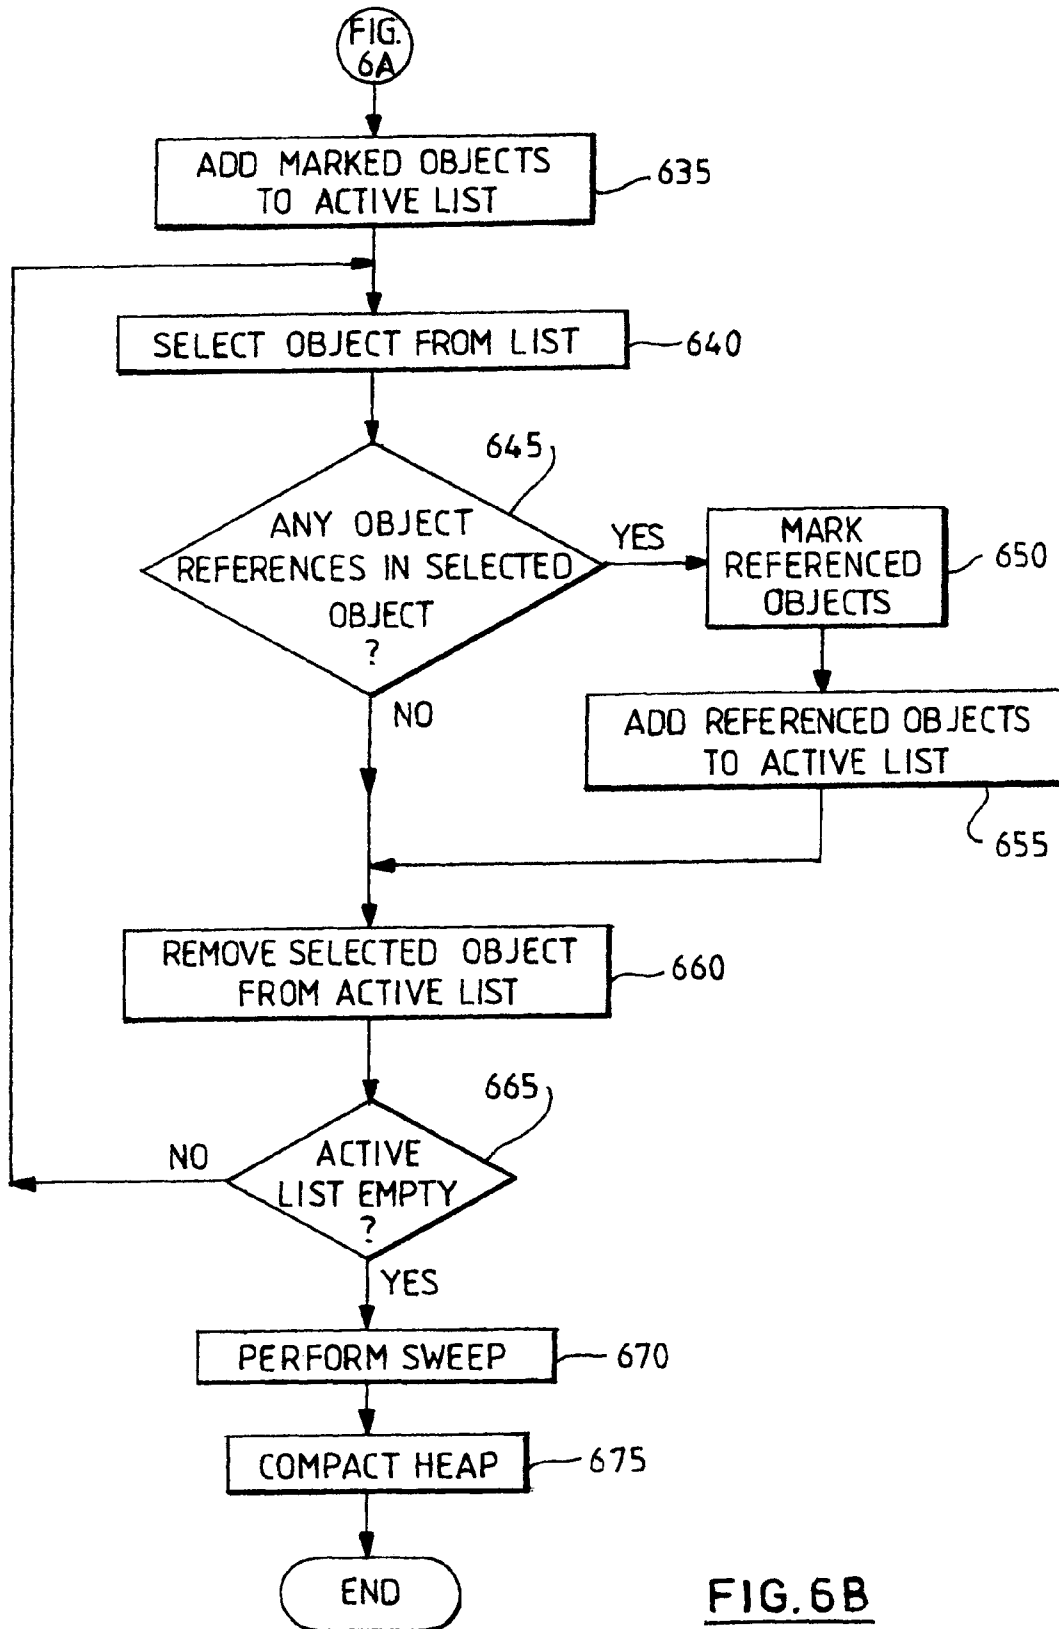 FIG.
6A
ADD MARKED OBJECTS
TO ACTIVE LIST
635
SELECT OBJECT FROM LIST
640
645
ANY OBJECT
REFERENCES IN SELECTED
OBJECT
?
YES
NO
MARK
REFERENCED
OBJECTS
650
ADD REFERENCED OBJECTS
TO ACTIVE LIST
655
REMOVE SELECTED OBJECT
FROM ACTIVE LIST
660
665
ACTIVE
LIST EMPTY
?
NO
YES
PERFORM SWEEP
670
COMPACT HEAP
675
END
FIG.6B